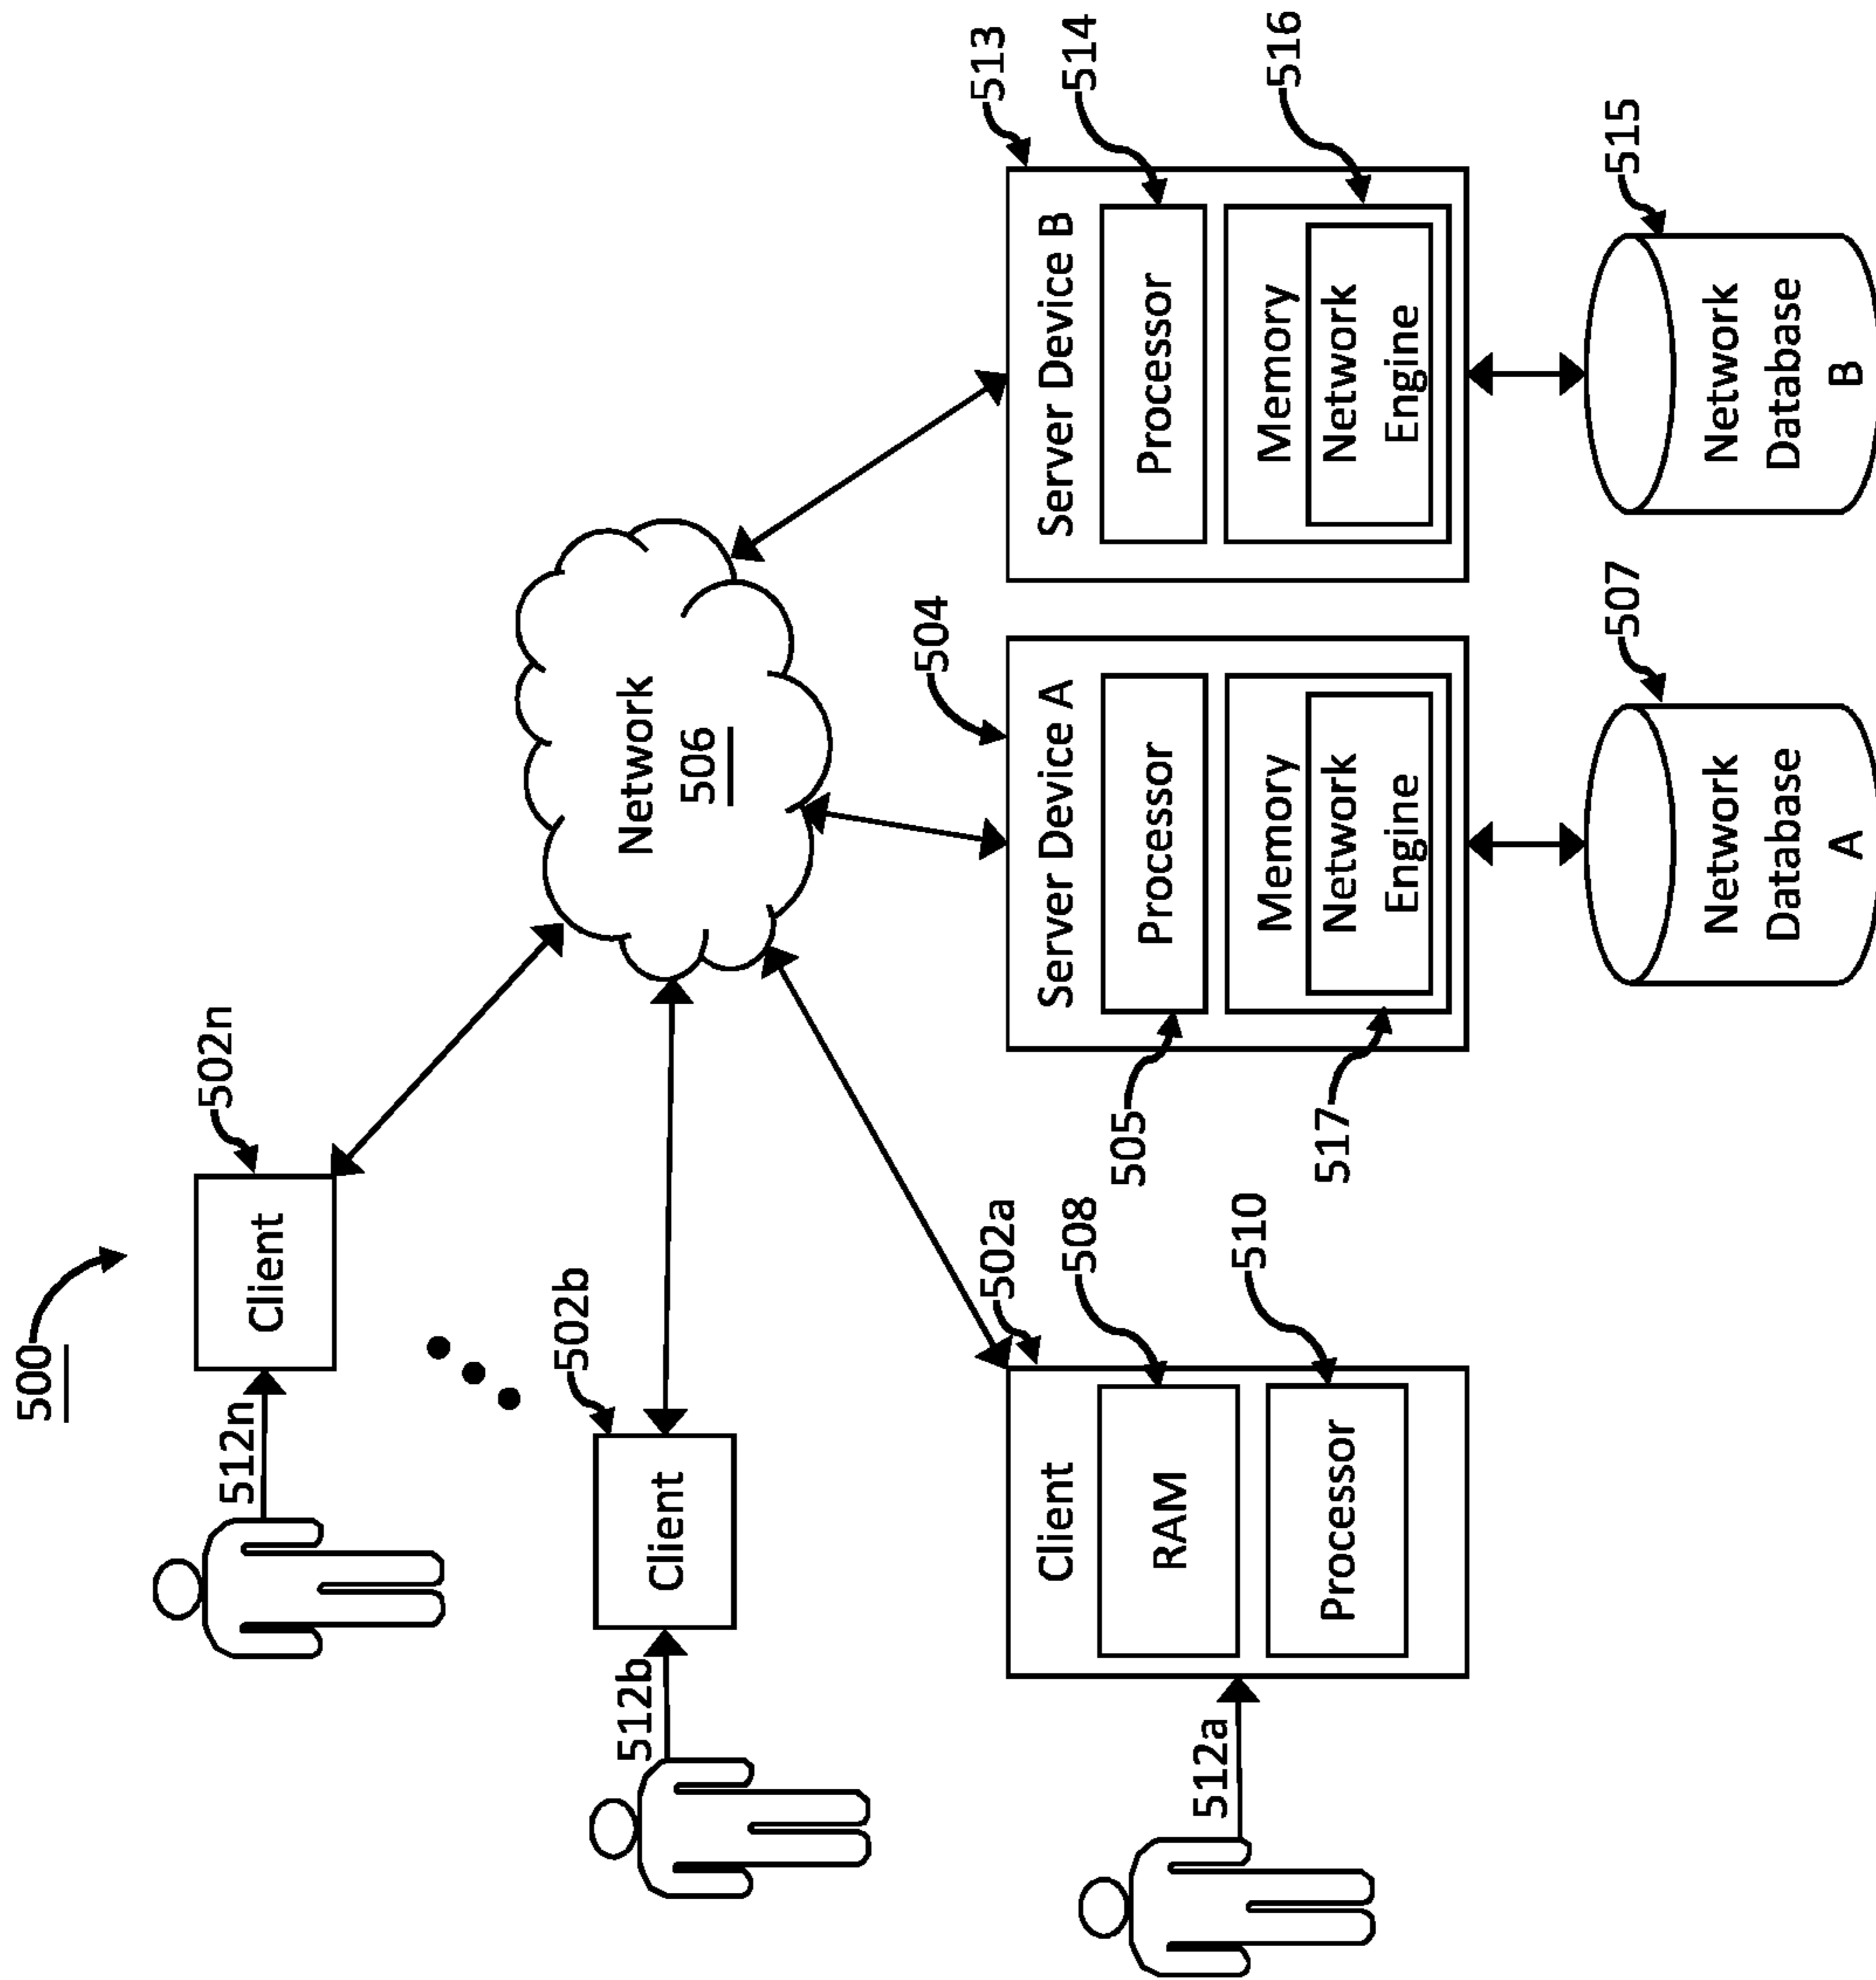 500
512n
Client
502n
512b
Client
502b
Network
506
512a
Client
502a
RAM
508
Processor
510
Server Device A
504
Processor
505
Memory
Network
Engine
517
Network
Database
A
507
Server Device B
513
Processor
514
Memory
Network
Engine
516
Network
Database
B
515